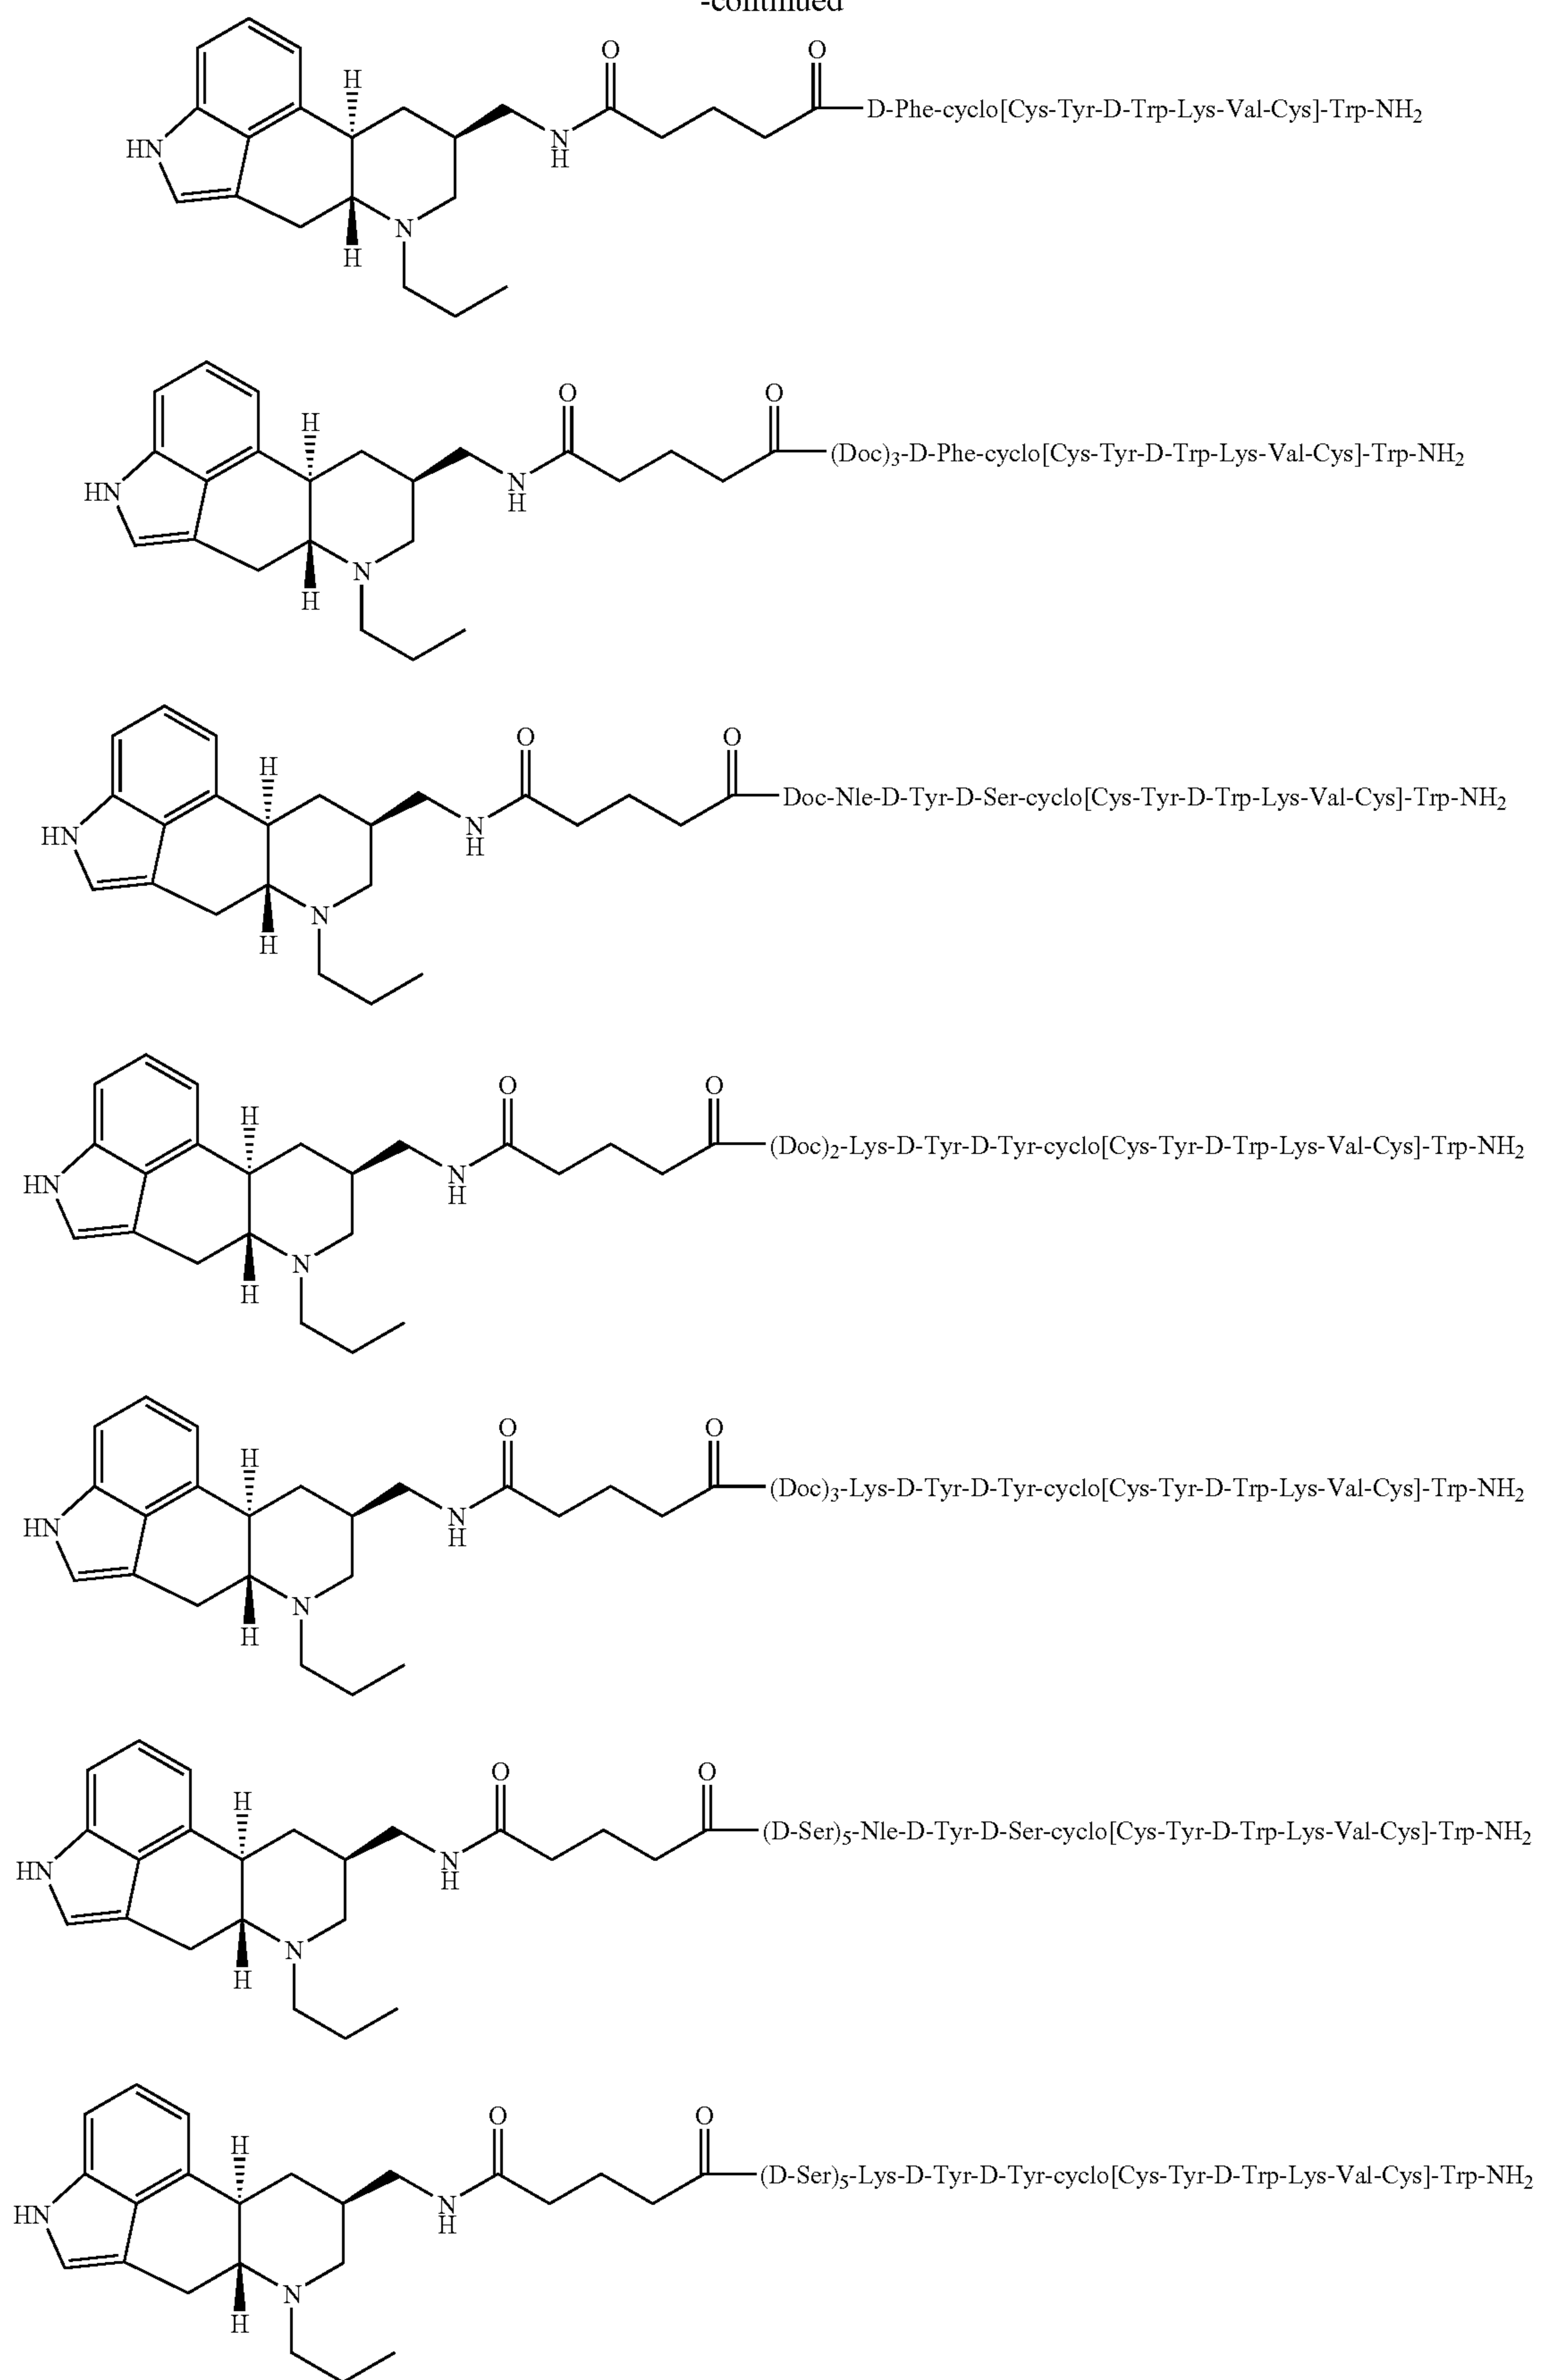 -continued
H
O
O
D-Phe-cyclo[Cys-Tyr-D-Trp-Lys-Val-Cys]-Trp-NH2
HN
N
H
N
H
O
O
H
(Doc)3-D-Phe-cyclo[Cys-Tyr-D-Trp-Lys-Val-Cys]-Trp-NH2
HN
N
H
N
H
O
O
H
Doc-Nle-D-Tyr-D-Ser-cyclo[Cys-Tyr-D-Trp-Lys-Val-Cys]-Trp-NH2
HN
N
H
N
H
O
O
H
(Doc)2-Lys-D-Tyr-D-Tyr-cyclo[Cys-Tyr-D-Trp-Lys-Val-Cys]-Trp-NH2
HN
N
H
N
H
O
O
H
(Doc)3-Lys-D-Tyr-D-Tyr-cyclo[Cys-Tyr-D-Trp-Lys-Val-Cys]-Trp-NH2
HN
N
H
N
H
O
O
H
(D-Ser)5-Nle-D-Tyr-D-Ser-cyclo[Cys-Tyr-D-Trp-Lys-Val-Cys]-Trp-NH2
HN
N
H
N
H
O
O
H
(D-Ser)5-Lys-D-Tyr-D-Tyr-cyclo[Cys-Tyr-D-Trp-Lys-Val-Cys]-Trp-NH2
HN
N
H
N
H